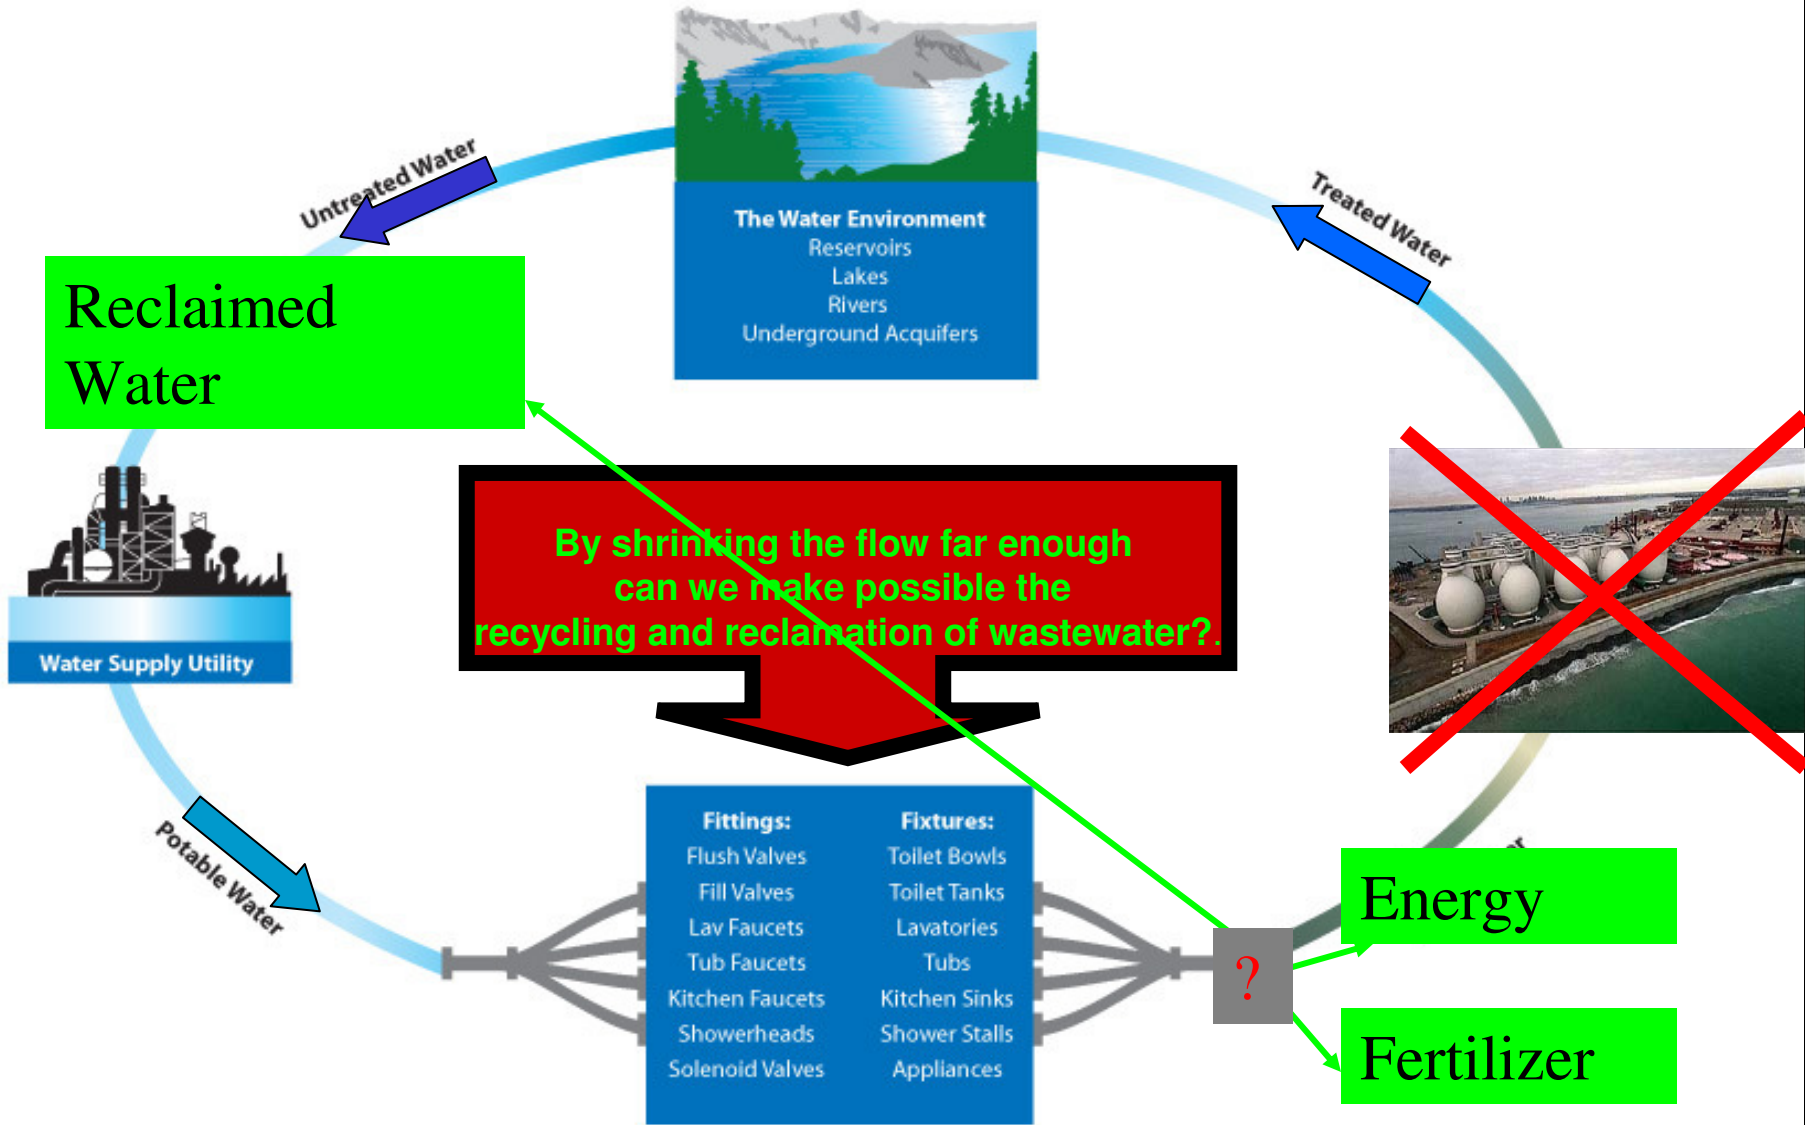 Untreated Water
Treated Water
The Water Environment
Reservoirs
Lakes
Rivers
Underground Acquifers
Reclaimed
Water
By shrinking the flow far enough
can we make possible the
recycling and reclamation of wastewater?.
Water Supply Utility
Potable Water
Fittings:
Flush Valves
Fill Valves
Lav Faucets
Tub Faucets
Kitchen Faucets
Showerheads
Solenoid Valves
Fixtures:
Toilet Bowls
Toilet Tanks
Lavatories
Tubs
Kitchen Sinks
Shower Stalls
Appliances
?
Energy
Fertilizer